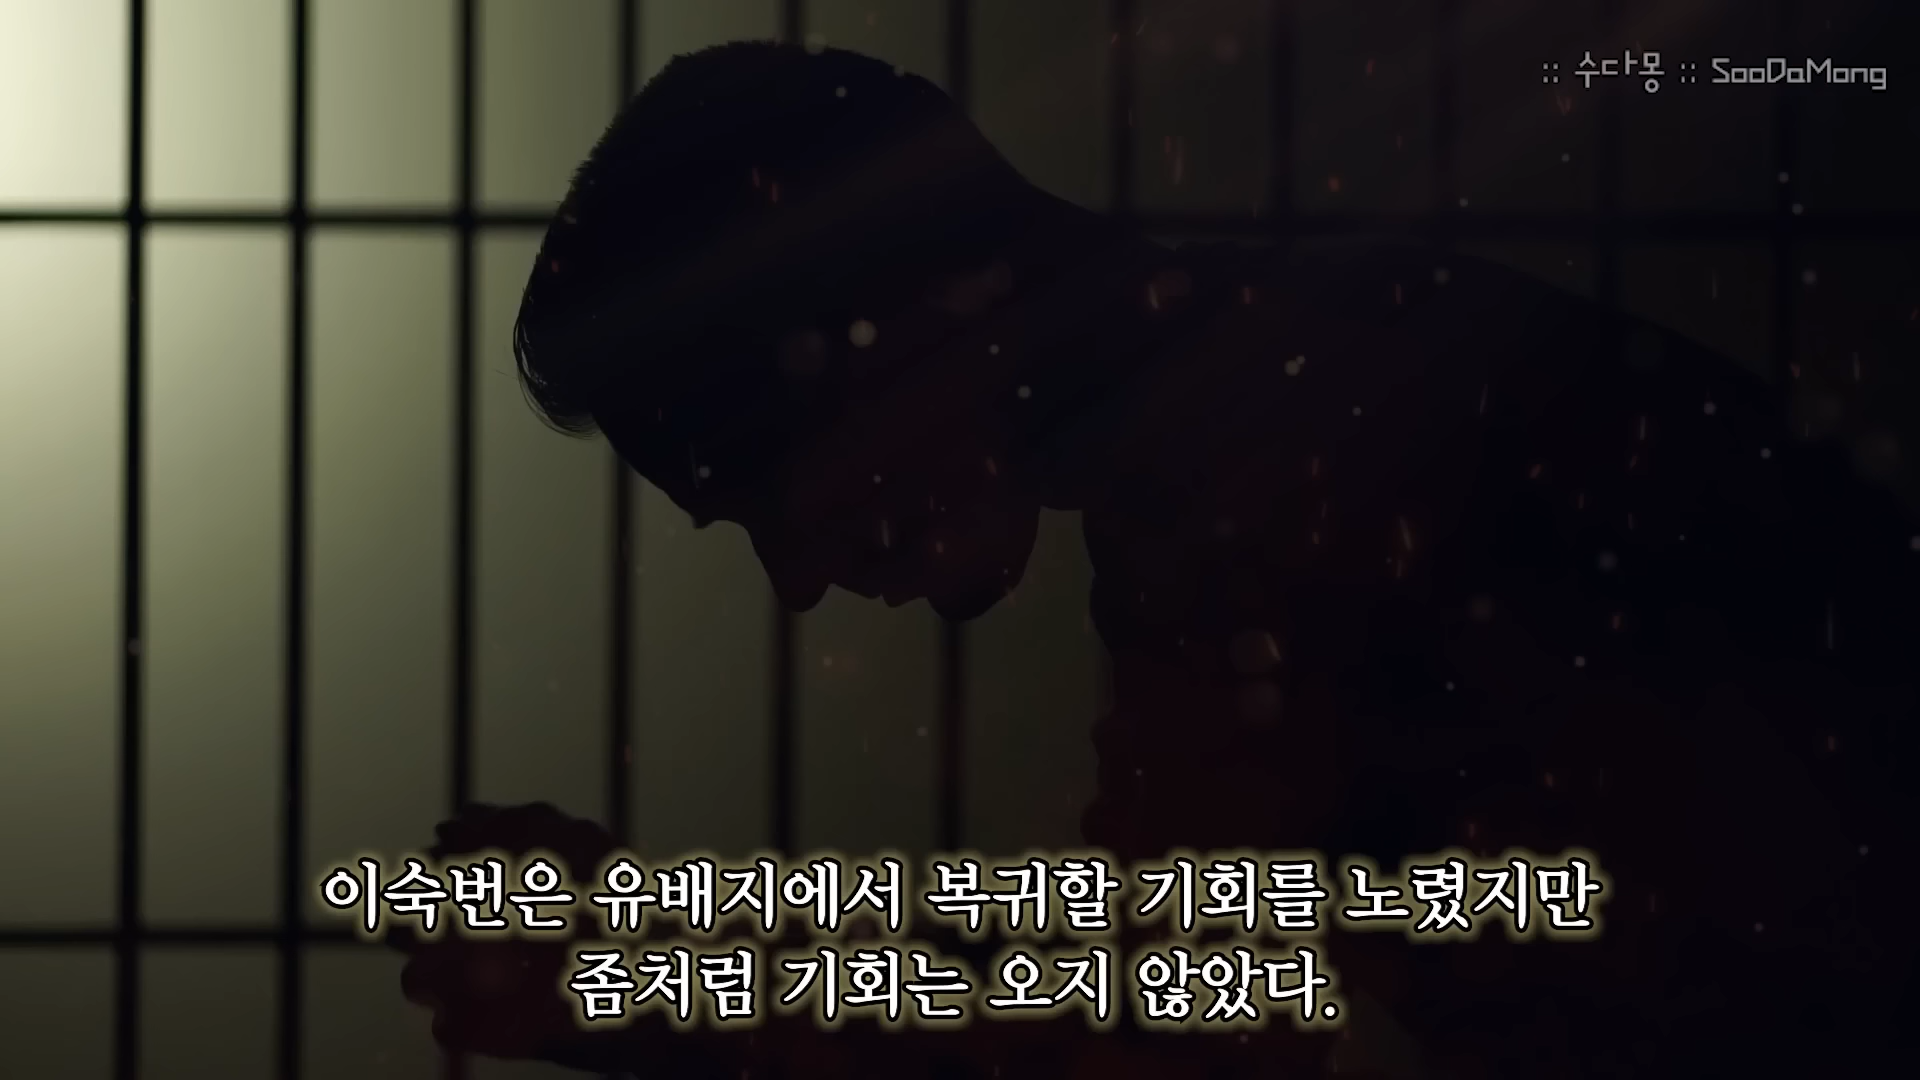 :: 수다몽 :: SooDaMong
이숙번은 유배지에서 복귀할 기회를 노렸지만
좀처럼 기회는 오지 않았다.